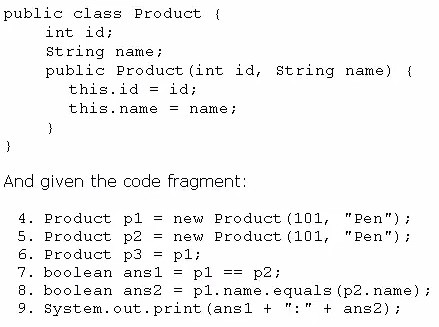 public class Product {
int id;
String name;
public Product(int id, String name) {
this.id = id;
this.name = name;
}
}
And given the code fragment:
4. Product p1 = new Product(101, "Pen");
5. Product p2 = new Product(101, "Pen");
6. Product p3 = p1;
7. boolean ans1 = p1 == p2;
8. boolean ans2 = p1.name.equals(p2.name);
9. System.out.print(ans1 + ":" + ans2);